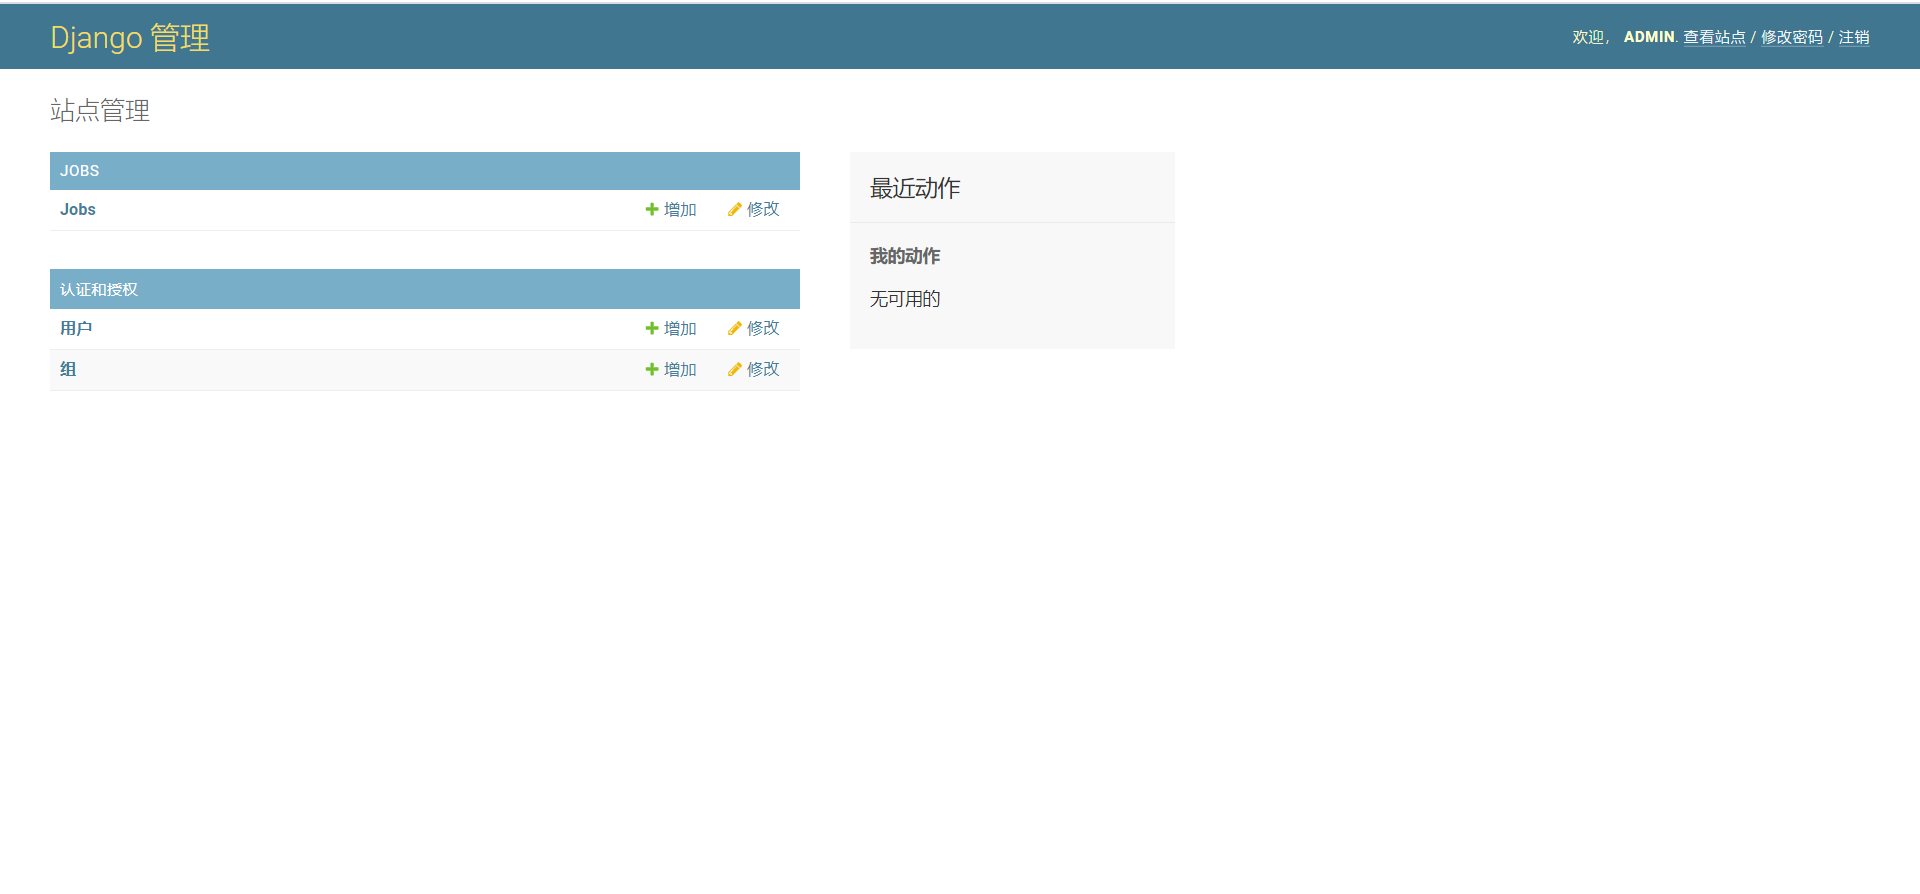 Django 管理
欢迎， ADMIN. 查看站点 / 修改密码 / 注销
站点管理
JOBS
Jobs 增加 修改
认证和授权
用户 增加 修改
组 增加 修改
最近动作
我的动作
无可用的